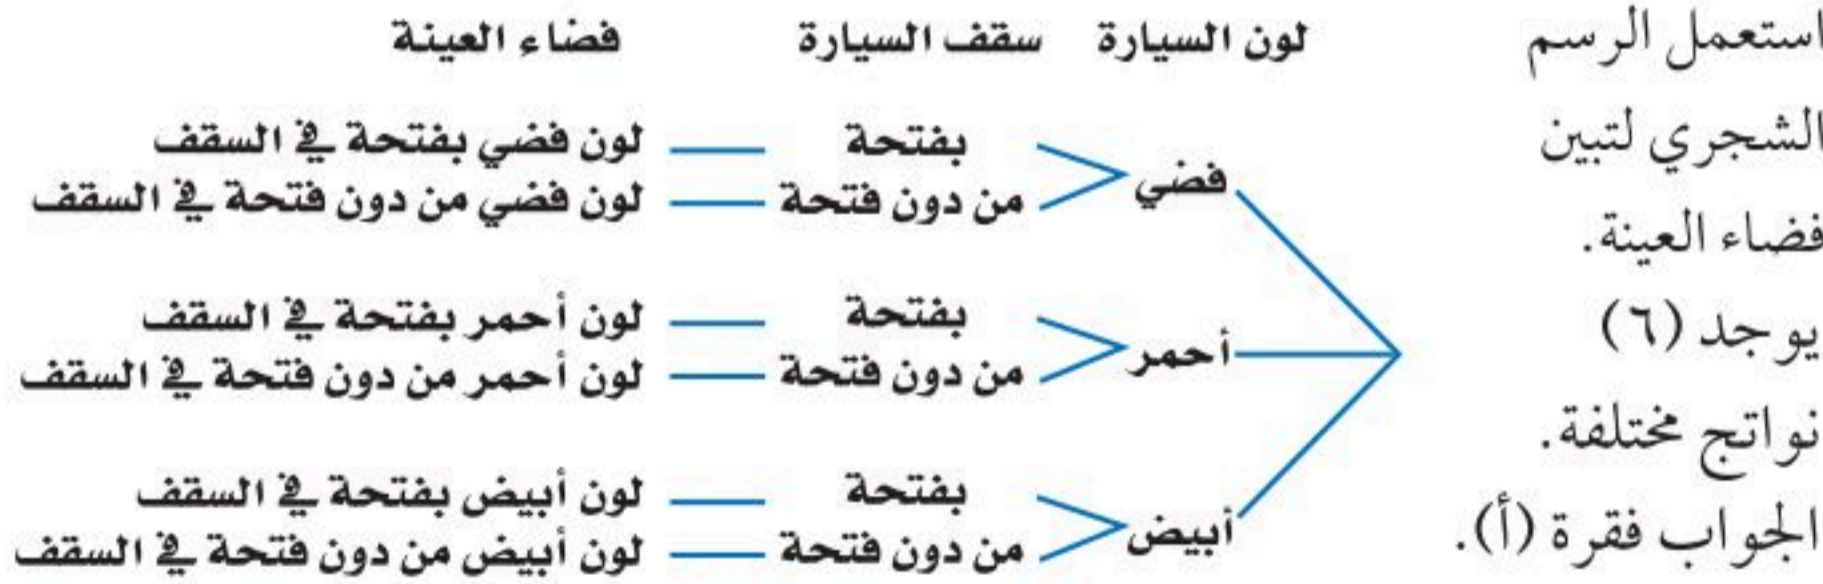 استعمل الرسم
الشجري لتبين
فضاء العينة.
يوجد (٦)
نواتج مختلفة.
الجواب فقرة (أ).
لون السيارة سقف السيارة فضاء العينة
فضي بفتحة لون فضي بفتحة في السقف
من دون فتحة لون فضي من دون فتحة في السقف
أحمر بفتحة لون أحمر بفتحة في السقف
من دون فتحة لون أحمر من دون فتحة في السقف
أبيض بفتحة لون أبيض بفتحة في السقف
من دون فتحة لون أبيض من دون فتحة في السقف